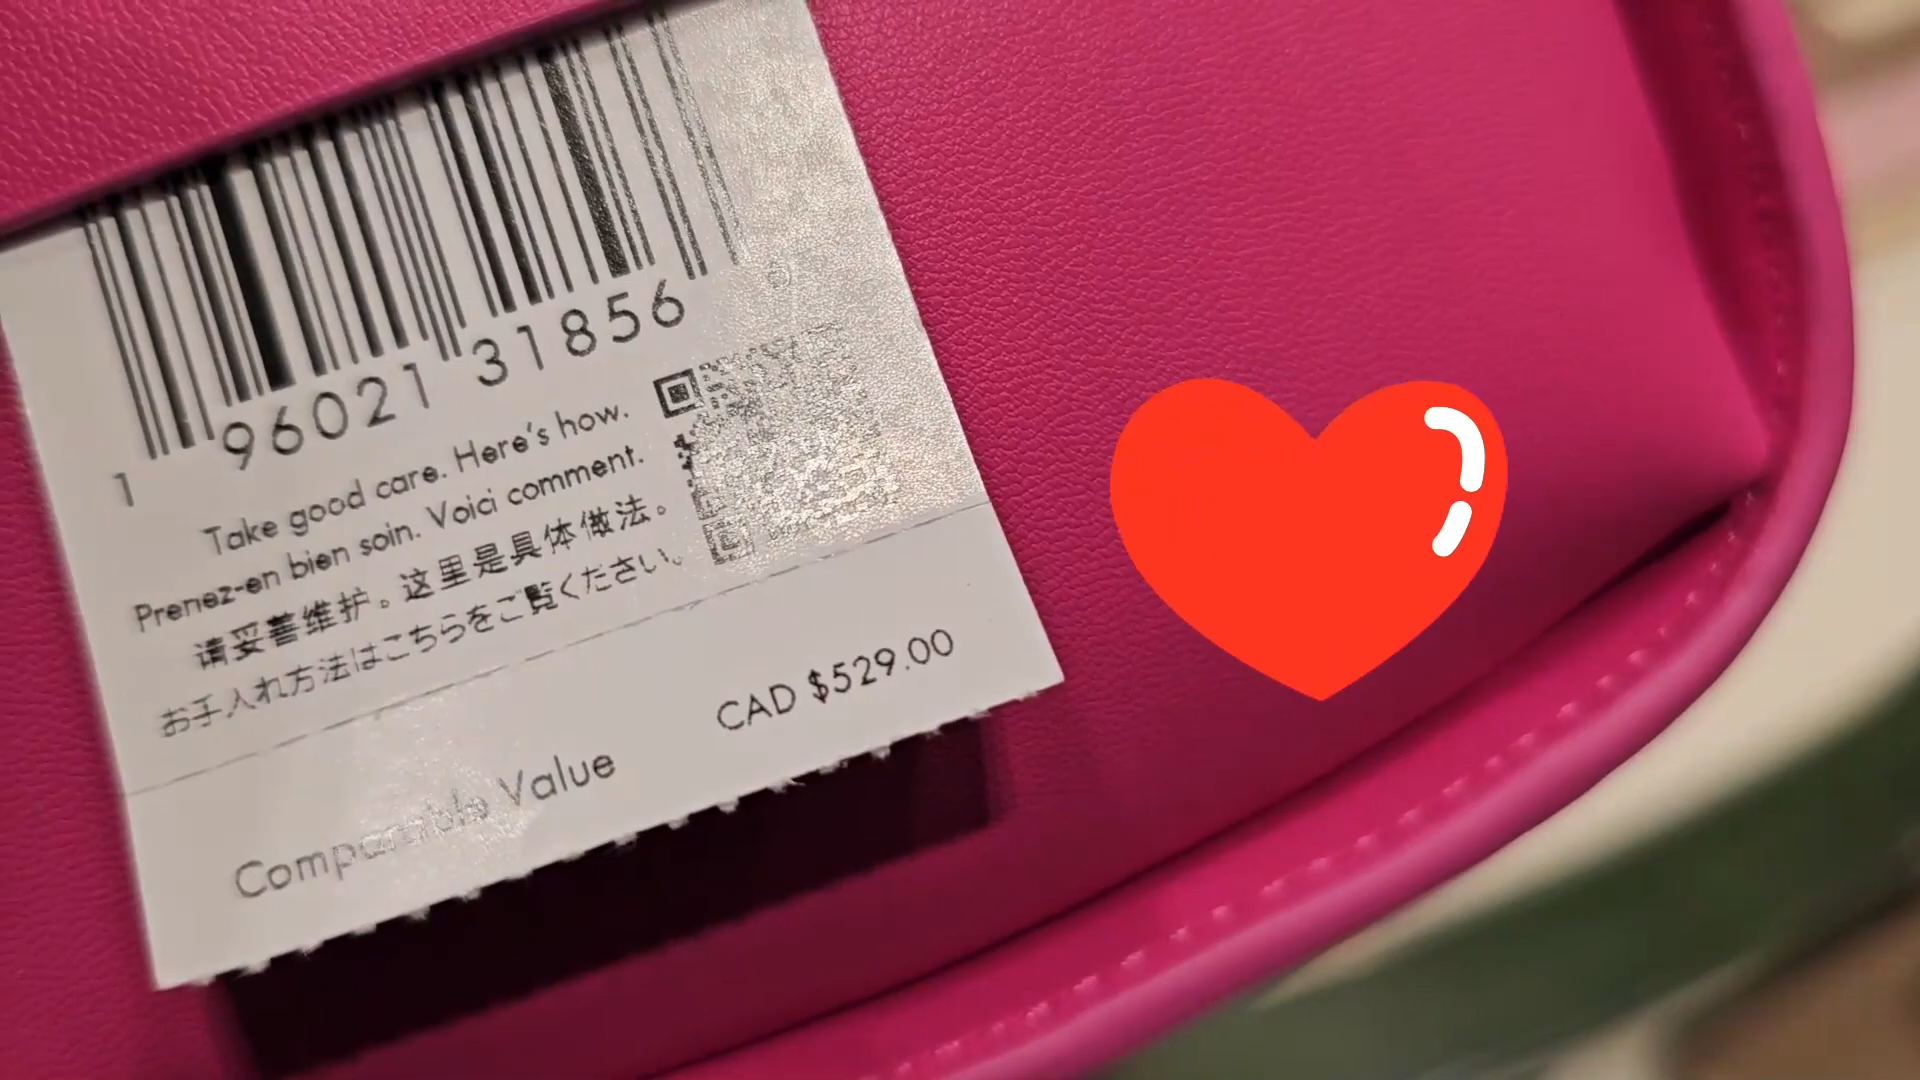 1 96021 31856 6
Take good care. Here's how.
Prenez-en bien soin. Voici comment.
请妥善维护。这里是具体做法。
お手入れ方法はこちらをご覧ください。
CAD $529.00
Comparable Value